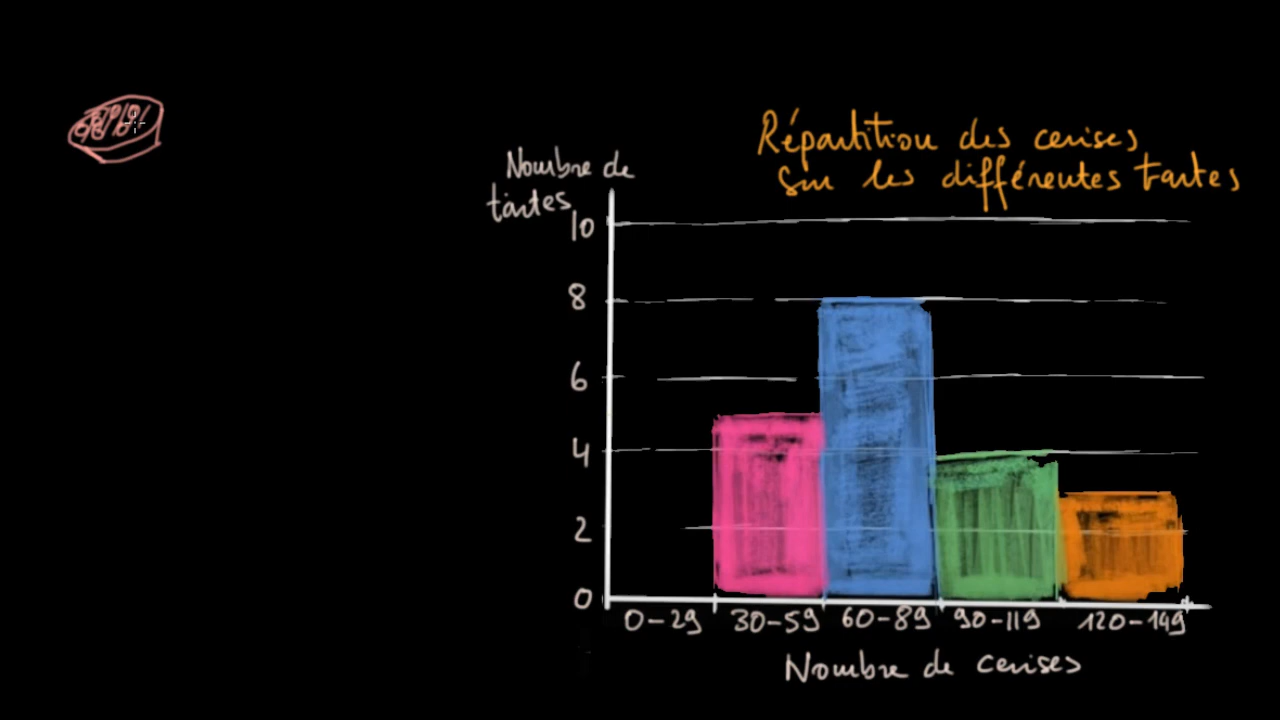 Répartition des cerises
sur les différentes tartes
Nombre de
tartes
10
8
6
4
2
0
0-29 30-59 60-89 90-119 120-149
Nombre de cerises